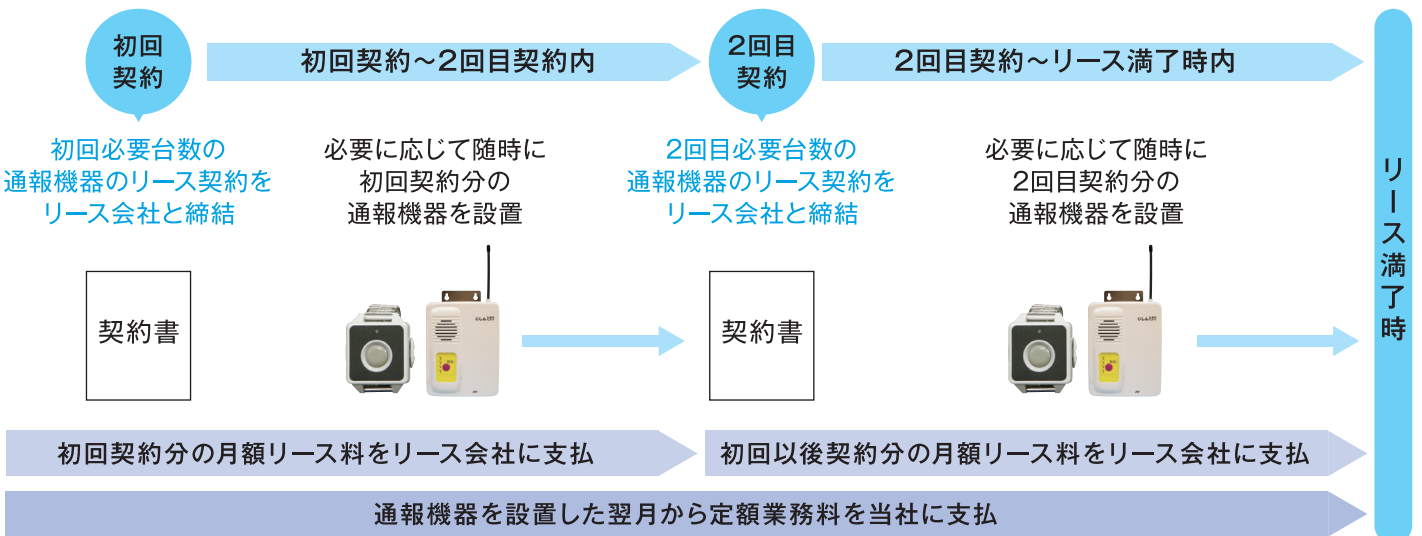 初回
契約
初回契約〜2回目契約内
2回目
契約
2回目契約〜リース満了時内
初回必要台数の
通報機器のリース契約を
リース会社と締結
必要に応じて随時に
初回契約分の
通報機器を設置
2回目必要台数の
通報機器のリース契約を
リース会社と締結
必要に応じて随時に
2回目契約分の
通報機器を設置
契約書
契約書
初回契約分の月額リース料をリース会社に支払
初回以後契約分の月額リース料をリース会社に支払
通報機器を設置した翌月から定額業務料を当社に支払
リース満了時